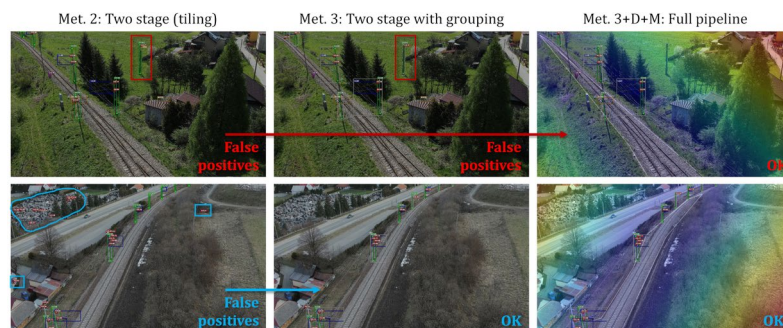 Met. 2: Two stage (tiling)
Met. 3: Two stage with grouping
Met. 3+D+M: Full pipeline
False
positives
False
positives
OK
False
positives
OK
OK